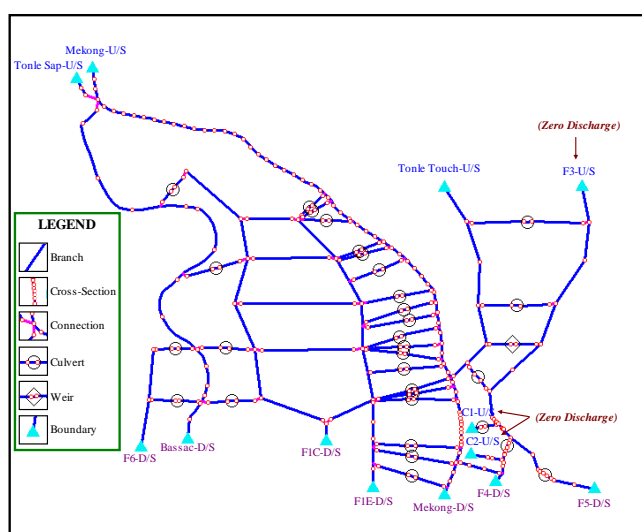 Mekong-U/S
Tonle Sap-U/S
(Zero Discharge)
Tonle Touch-U/S
F3-U/S
LEGEND
Branch
Cross-Section
Connection
Culvert
Weir
Boundary
C1-U/S
(Zero Discharge)
C2-U/S
F6-D/S
Bassac-D/S
F1C-D/S
F1E-D/S
Mekong-D/S
F4-D/S
F5-D/S